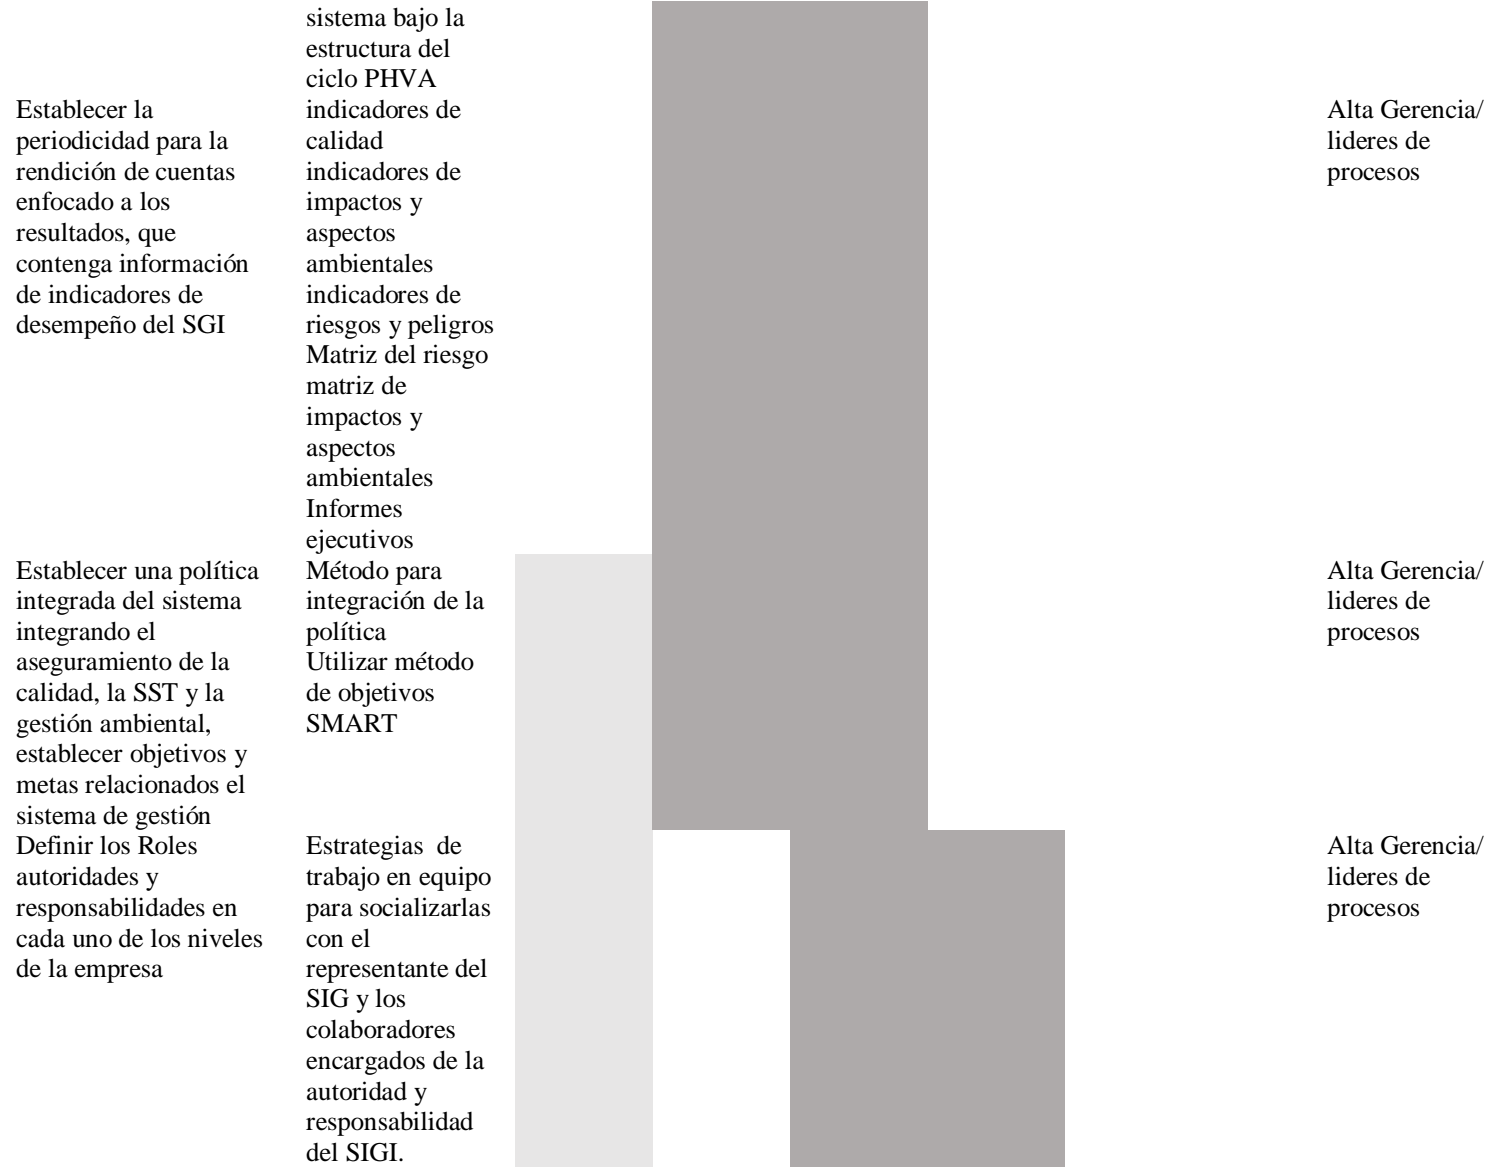 sistema bajo la
estructura del
ciclo PHVA
Establecer la
periodicidad para la
rendición de cuentas
enfocado a los
resultados, que
contenga información
de indicadores de
desempeño del SGI
indicadores de
calidad
indicadores de
impactos y
aspectos
ambientales
indicadores de
riesgos y peligros
Matriz del riesgo
matriz de
impactos y
aspectos
ambientales
Informes
ejecutivos
Alta Gerencia/
lideres de
procesos
Establecer una política
integrada del sistema
integrando el
aseguramiento de la
calidad, la SST y la
gestión ambiental,
establecer objetivos y
metas relacionados el
sistema de gestión
Método para
integración de la
política
Utilizar método
de objetivos
SMART
Alta Gerencia/
lideres de
procesos
Definir los Roles
autoridades y
responsabilidades en
cada uno de los niveles
de la empresa
Estrategias  de
trabajo en equipo
para socializarlas
con el
representante del
SIG y los
colaboradores
encargados de la
autoridad y
responsabilidad
del SIGI.
Alta Gerencia/
lideres de
procesos